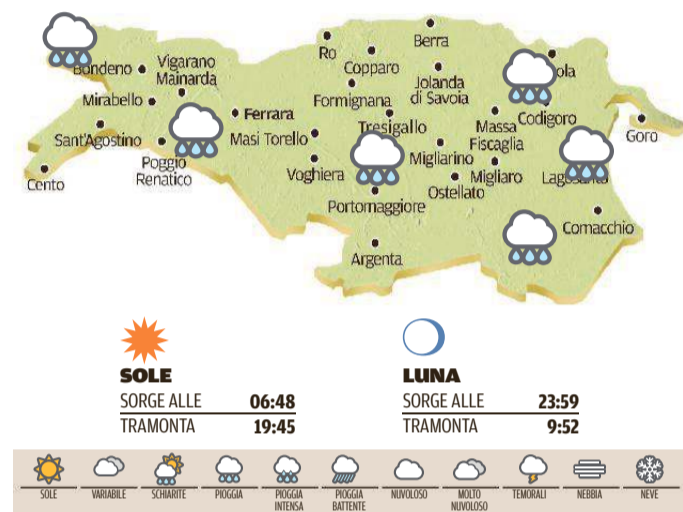 Berra
Ro
Copparo
Bondeno
Vigarano
Mainarda
Jolanda
di Savoia
Mirabello
Formignana
Codigoro
Ferrara
Tresigallo
Massa
Fiscaglia
Goro
Sant'Agostino
Masi Torello
Migliarino
Poggio
Renatico
Voghiera
Migliaro
Cento
Ostellato
Portomaggiore
Comacchio
Argenta
SOLE
SORGE ALLE 06:48
TRAMONTA 19:45
LUNA
SORGE ALLE 23:59
TRAMONTA 9:52
SOLE
VARIABILE
SCHIARITE
PIOGGIA
PIOGGIA
INTENSA
PIOGGIA
BATTENTE
NUVOLOSO
MOLTO
NUVOLOSO
TEMORALI
NEBBIA
NEVE